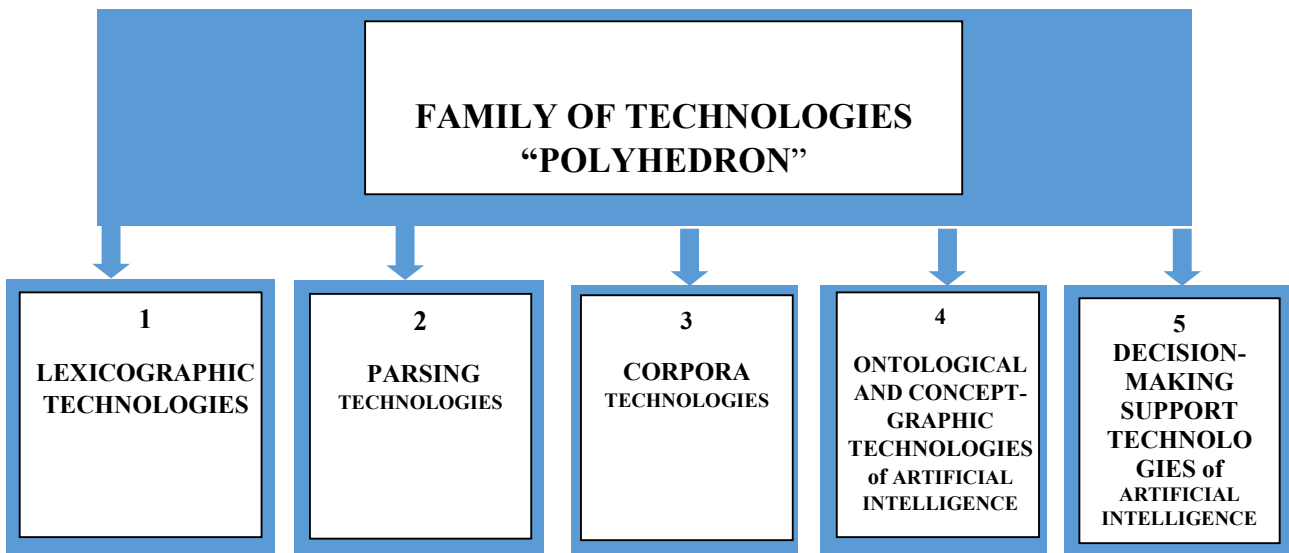 FAMILY OF TECHNOLOGIES
“POLYHEDRON”
1
LEXICOGRAPHIC
TECHNOLOGIES
2
PARSING
TECHNOLOGIES
3
CORPORA
TECHNOLOGIES
4
ONTOLOGICAL
AND CONCEPT-
GRAPHIC
TECHNOLOGIES
of ARTIFICIAL
INTELLIGENCE
5
DECISION-
MAKING
SUPPORT
TECHNOLO
GIES of
ARTIFICIAL
INTELLIGENCE